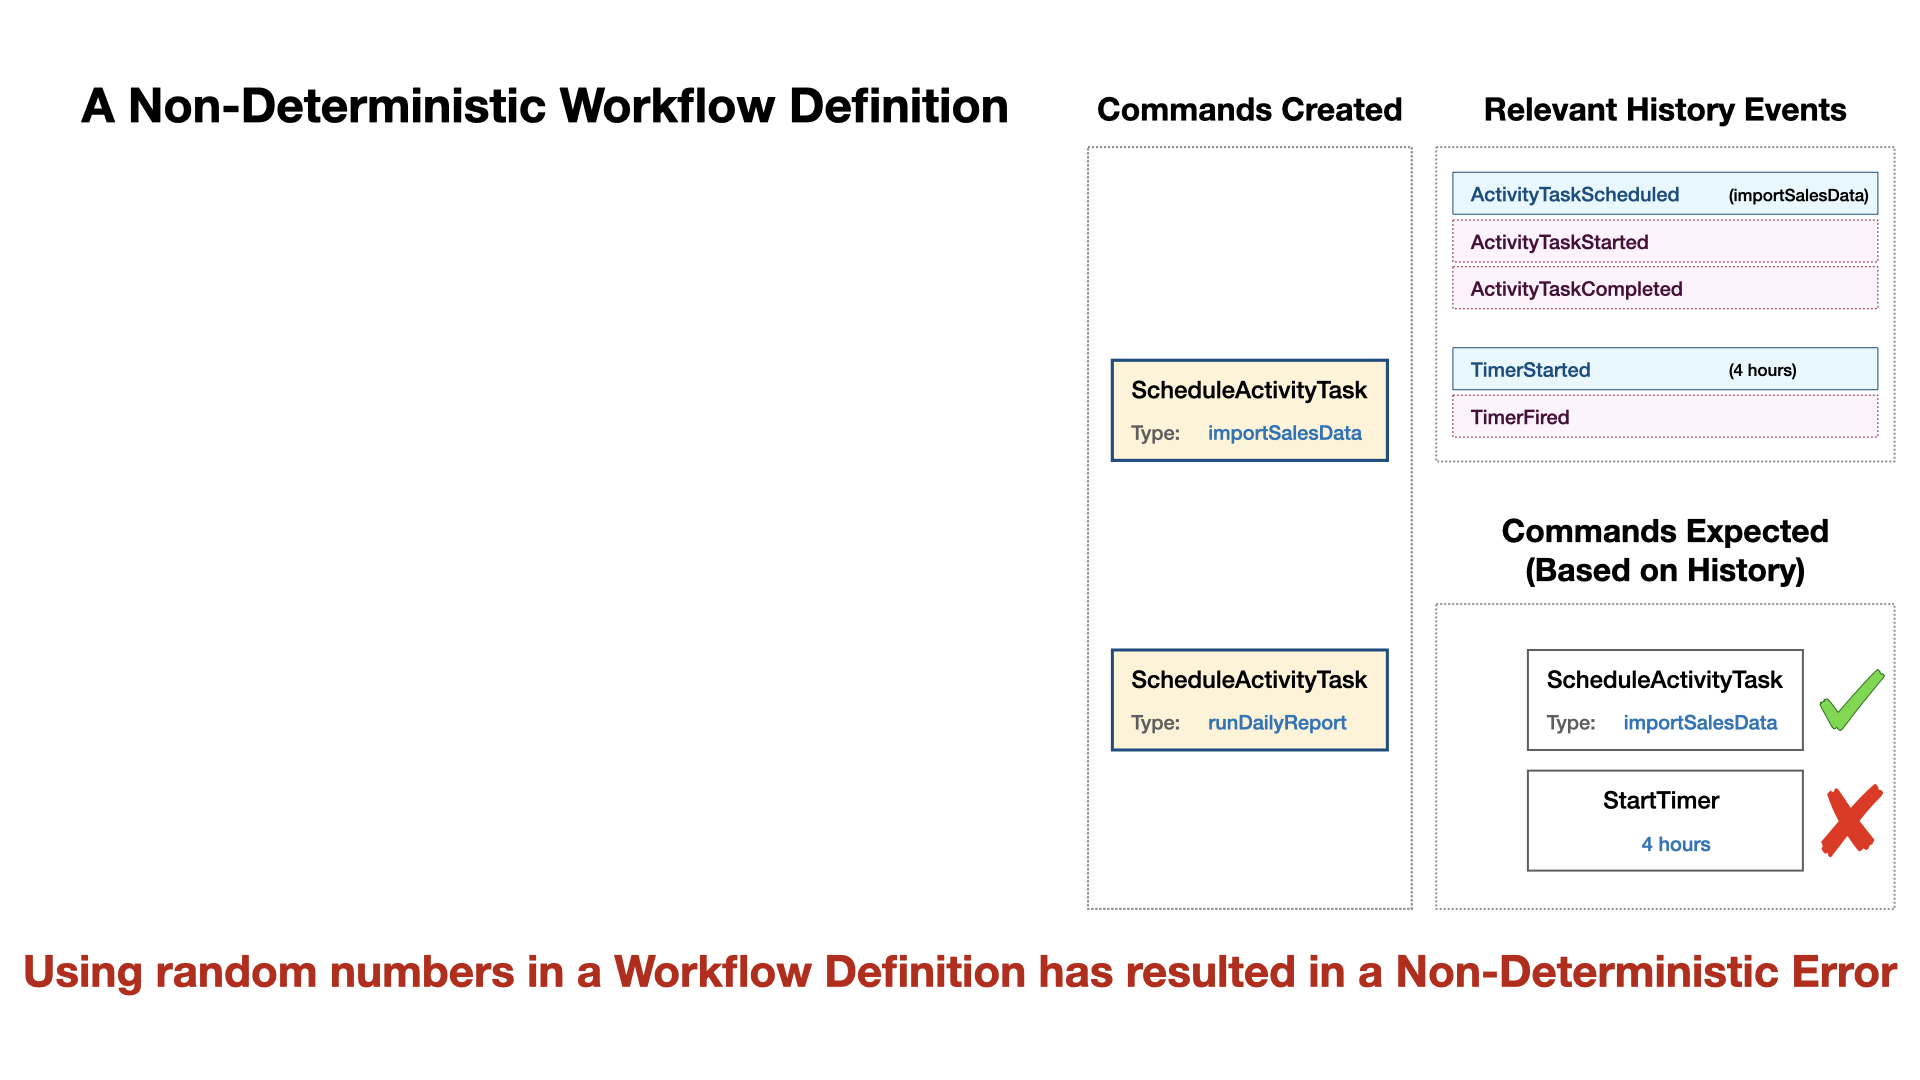 A Non-Deterministic Workflow Definition
Commands Created
ScheduleActivityTask
Type: importSalesData
ScheduleActivityTask
Type: runDailyReport
Relevant History Events
ActivityTaskScheduled (importSalesData)
ActivityTaskStarted
ActivityTaskCompleted
TimerStarted (4 hours)
TimerFired
Commands Expected
(Based on History)
ScheduleActivityTask
Type: importSalesData
StartTimer
4 hours
Using random numbers in a Workflow Definition has resulted in a Non-Deterministic Error